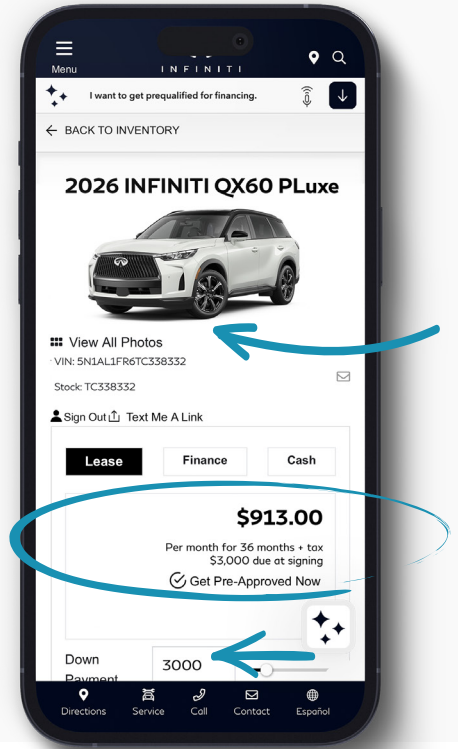 Menu
INFINITI
I want to get prequalified for financing.
BACK TO INVENTORY
2026 INFINITI QX60 PLuxe
View All Photos
VIN: 5N1AL1FR6TC338332
Stock: TC338332
Sign Out Text Me A Link
Lease Finance Cash
$913.00
Per month for 36 months + tax
$3,000 due at signing
Get Pre-Approved Now
Down
Payment
3000
Directions Service Call Contact Español